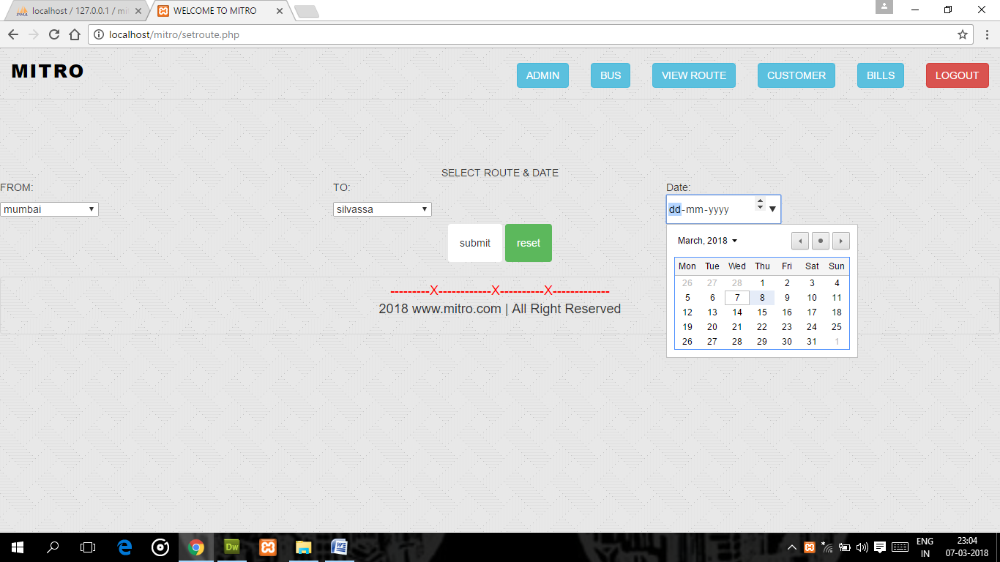 localhost / 127.0.0.1 / mi
WELCOME TO MITRO
localhost/mitro/setroute.php
MITRO
ADMIN BUS VIEW ROUTE CUSTOMER BILLS LOGOUT
SELECT ROUTE & DATE
FROM: TO: Date:
mumbai silvassa dd-mm-yyyy
submit reset
March, 2018
Mon Tue Wed Thu Fri Sat Sun
26 27 28 1 2 3 4
5 6 7 8 9 10 11
12 13 14 15 16 17 18
19 20 21 22 23 24 25
26 27 28 29 30 31 1
---------X------------X----------X-------------
2018 www.mitro.com | All Right Reserved
Dw
ENG
IN
23:04
07-03-2018